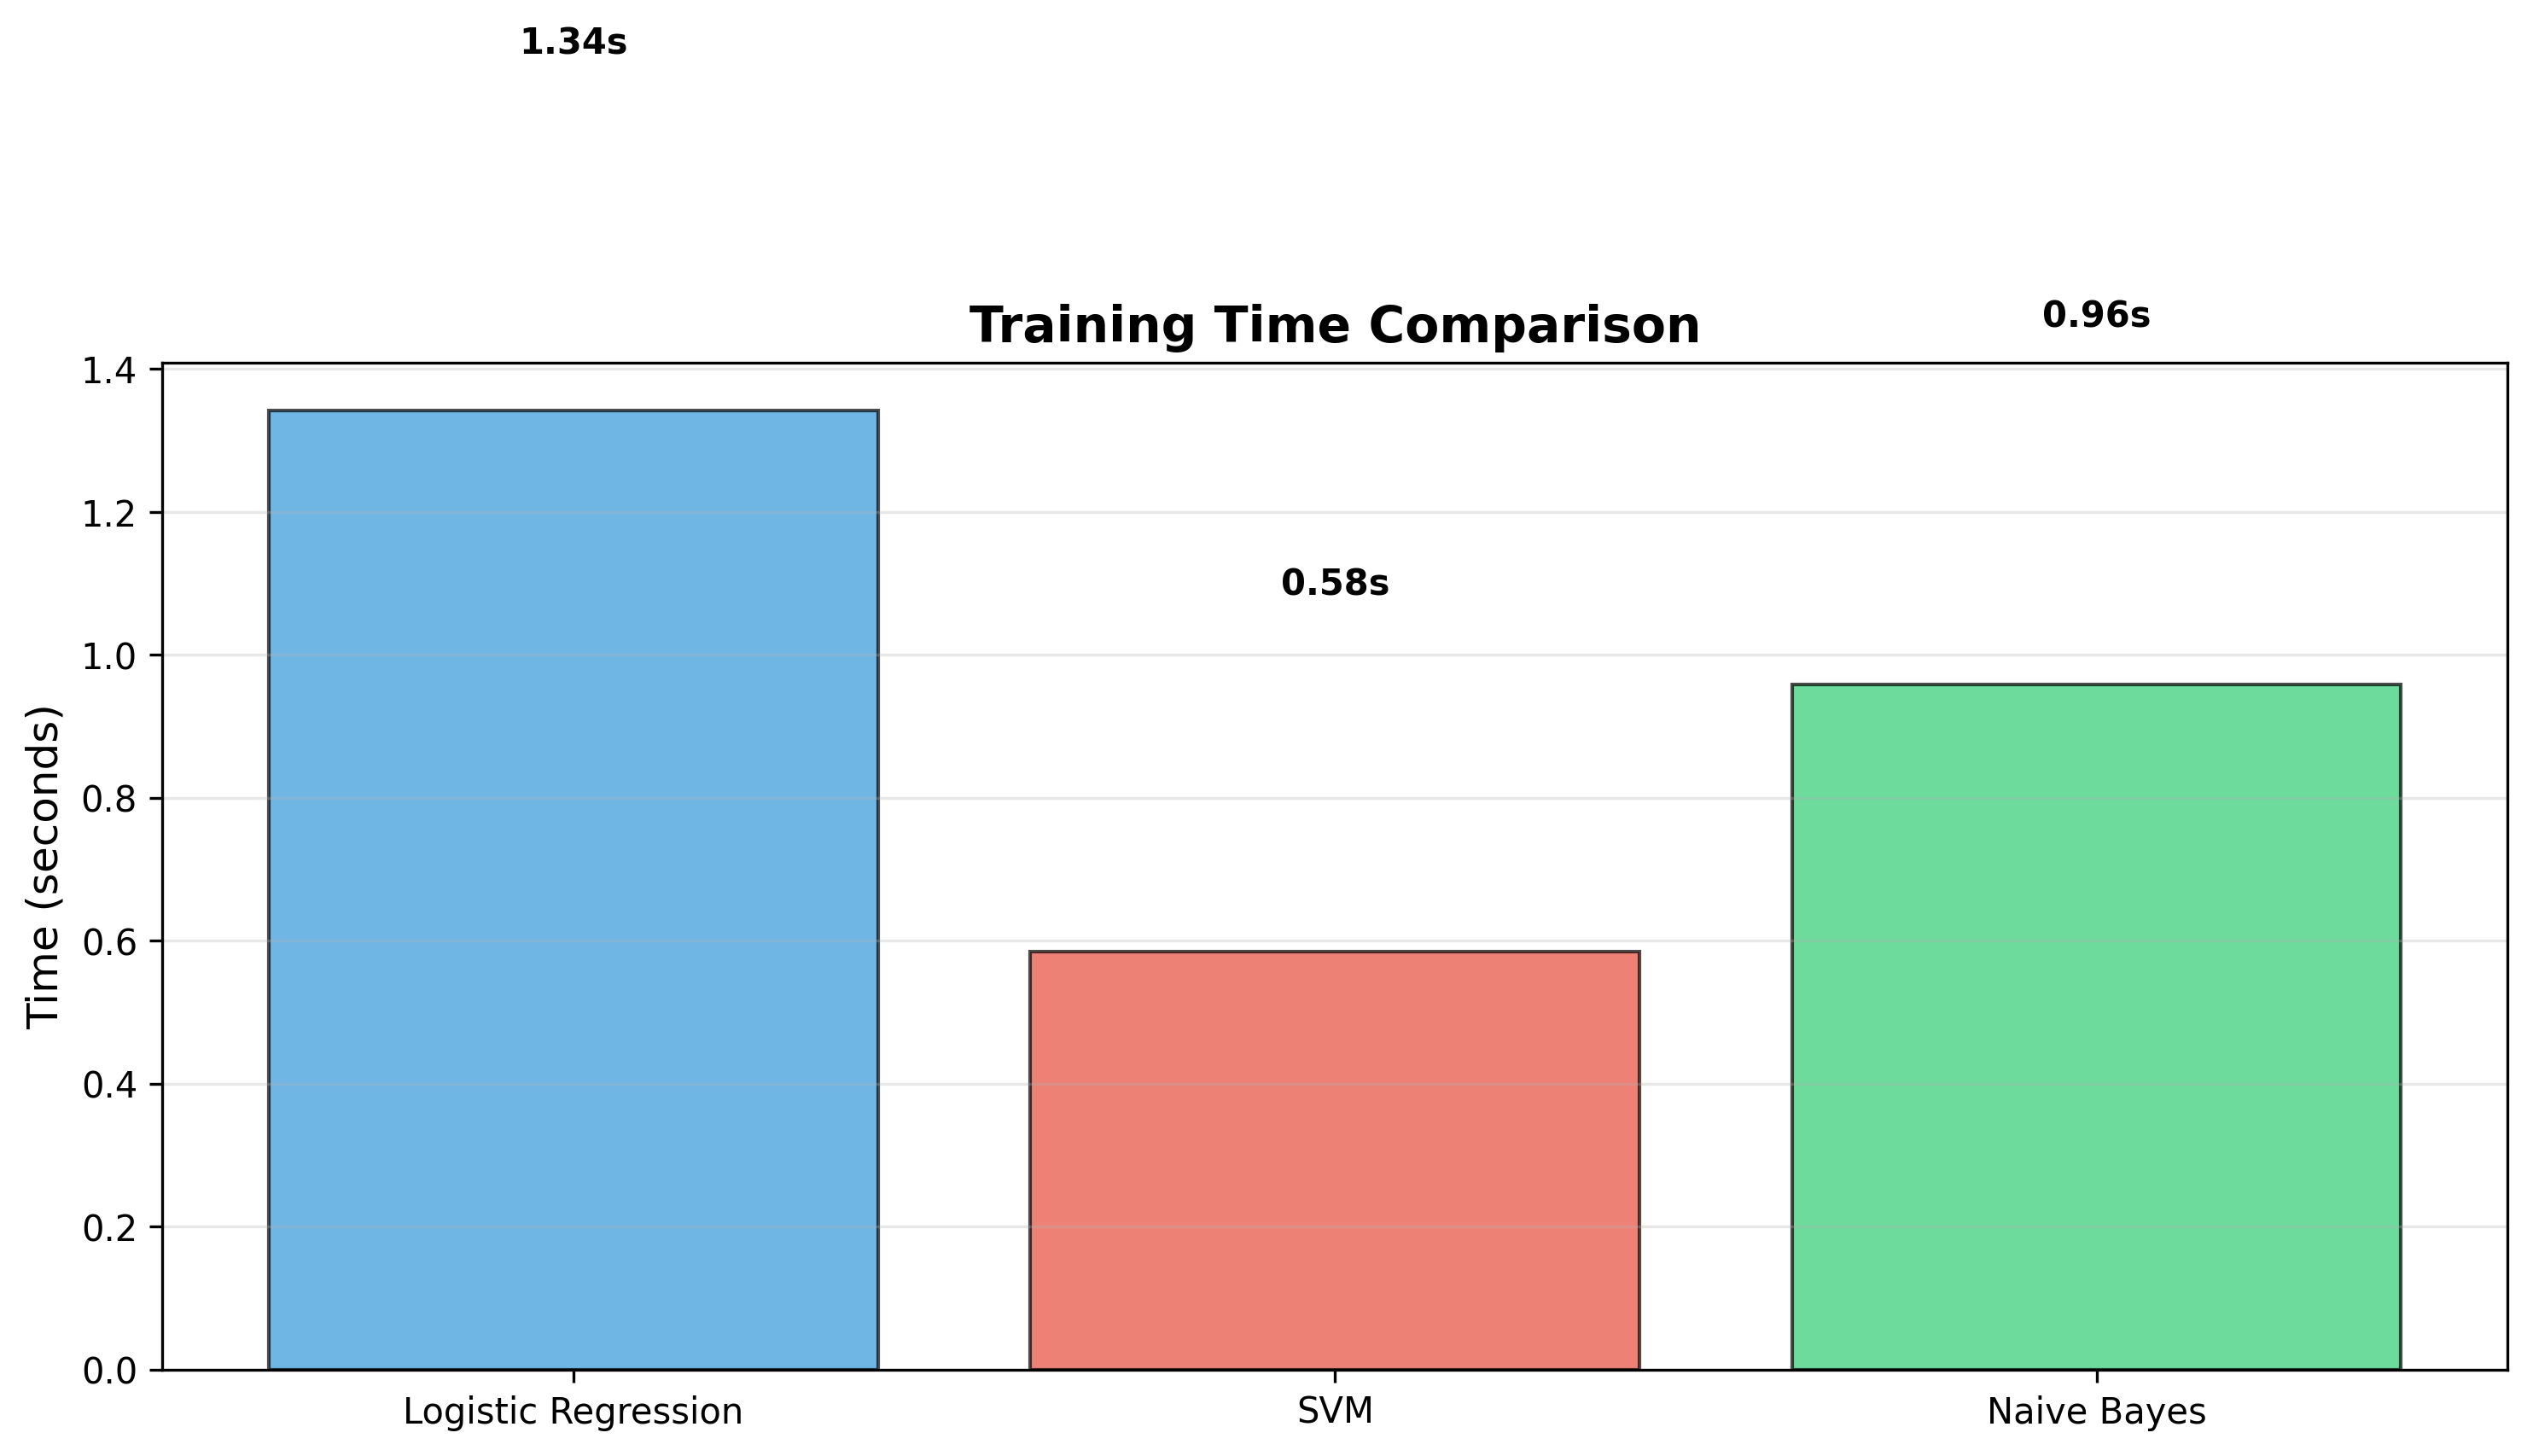 1.34s
Training Time Comparison
0.96s
1.4
1.2
0.58s
1.0
0.8
0.6
0.4
0.2
0.0
Time (seconds)
Logistic Regression
SVM
Naive Bayes